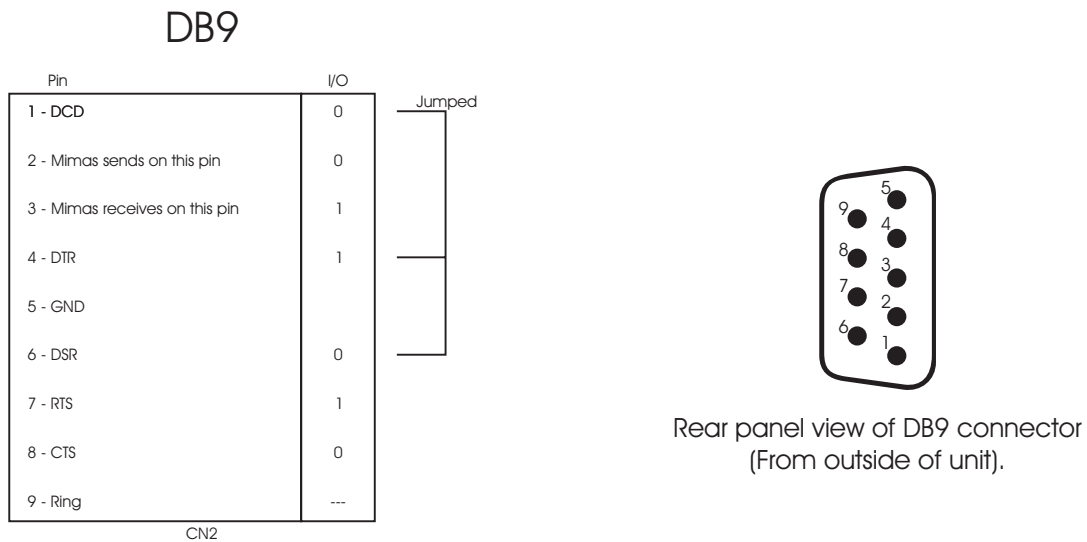 DB9
Pin I/O
Jumped
1 - DCD 0
2 - Mimas sends on this pin 0
3 - Mimas receives on this pin 1
4 - DTR 1
5 - GND
6 - DSR 0
7 - RTS 1
8 - CTS 0
9 - Ring ---
CN2
5
9
4
8
3
7
2
6
1
Rear panel view of DB9 connector
(From outside of unit).